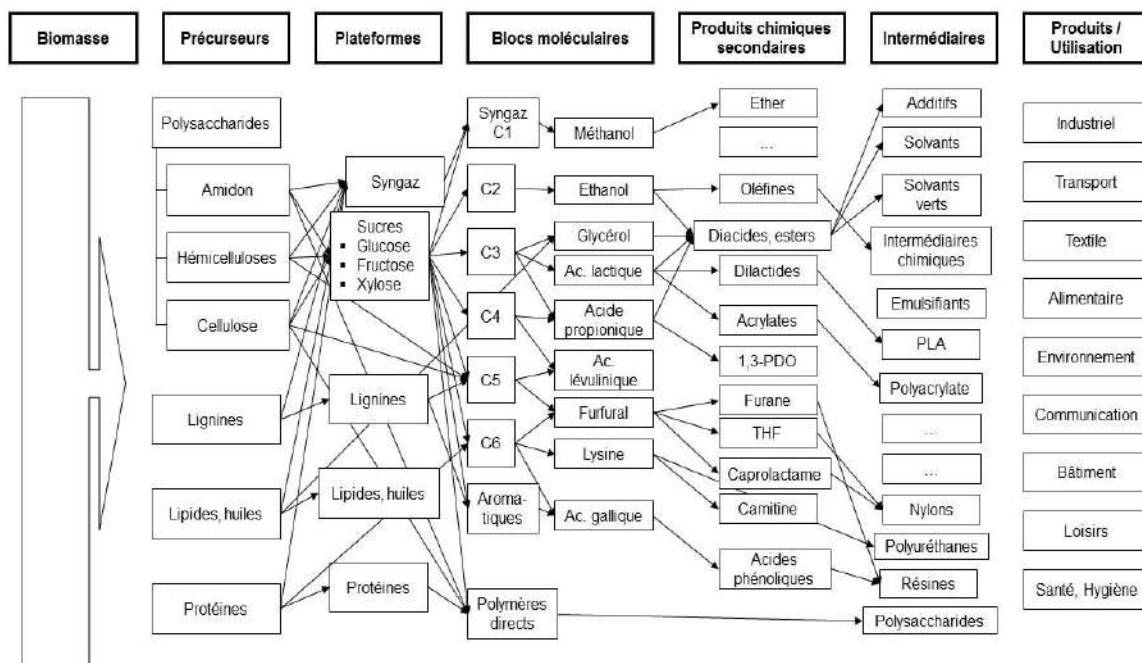 Biomasse
Précurseurs
Plateformes
Blocs moléculaires
Produits chimiques
secondaires
Intermédiaires
Produits /
Utilisation
Polysaccharides
Amidon
Hémicelluloses
Cellulose
Lignines
Lipides, huiles
Protéines
Syngaz
Sucres
▪ Glucose
▪ Fructose
▪ Xylose
Lignines
Lipides, huiles
Protéines
Syngaz
C1
C2
C3
C4
C5
C6
Aroma-
tiques
Polymères
directs
Méthanol
Ethanol
Glycérol
Ac. lactique
Acide
propionique
Ac.
lévulinique
Furfural
Lysine
Ac. gallique
Ether
...
Oléfines
Diacides, esters
Dilactides
Acrylates
1,3-PDO
Furane
THF
Caprolactame
Carnitine
Acides
phénoliques
Additifs
Solvants
Solvants
verts
Intermédiaires
chimiques
Emulsifiants
PLA
Polyacrylate
...
...
Nylons
Polyuréthanes
Résines
Polysaccharides
Industriel
Transport
Textile
Alimentaire
Environnement
Communication
Bâtiment
Loisirs
Santé, Hygiène